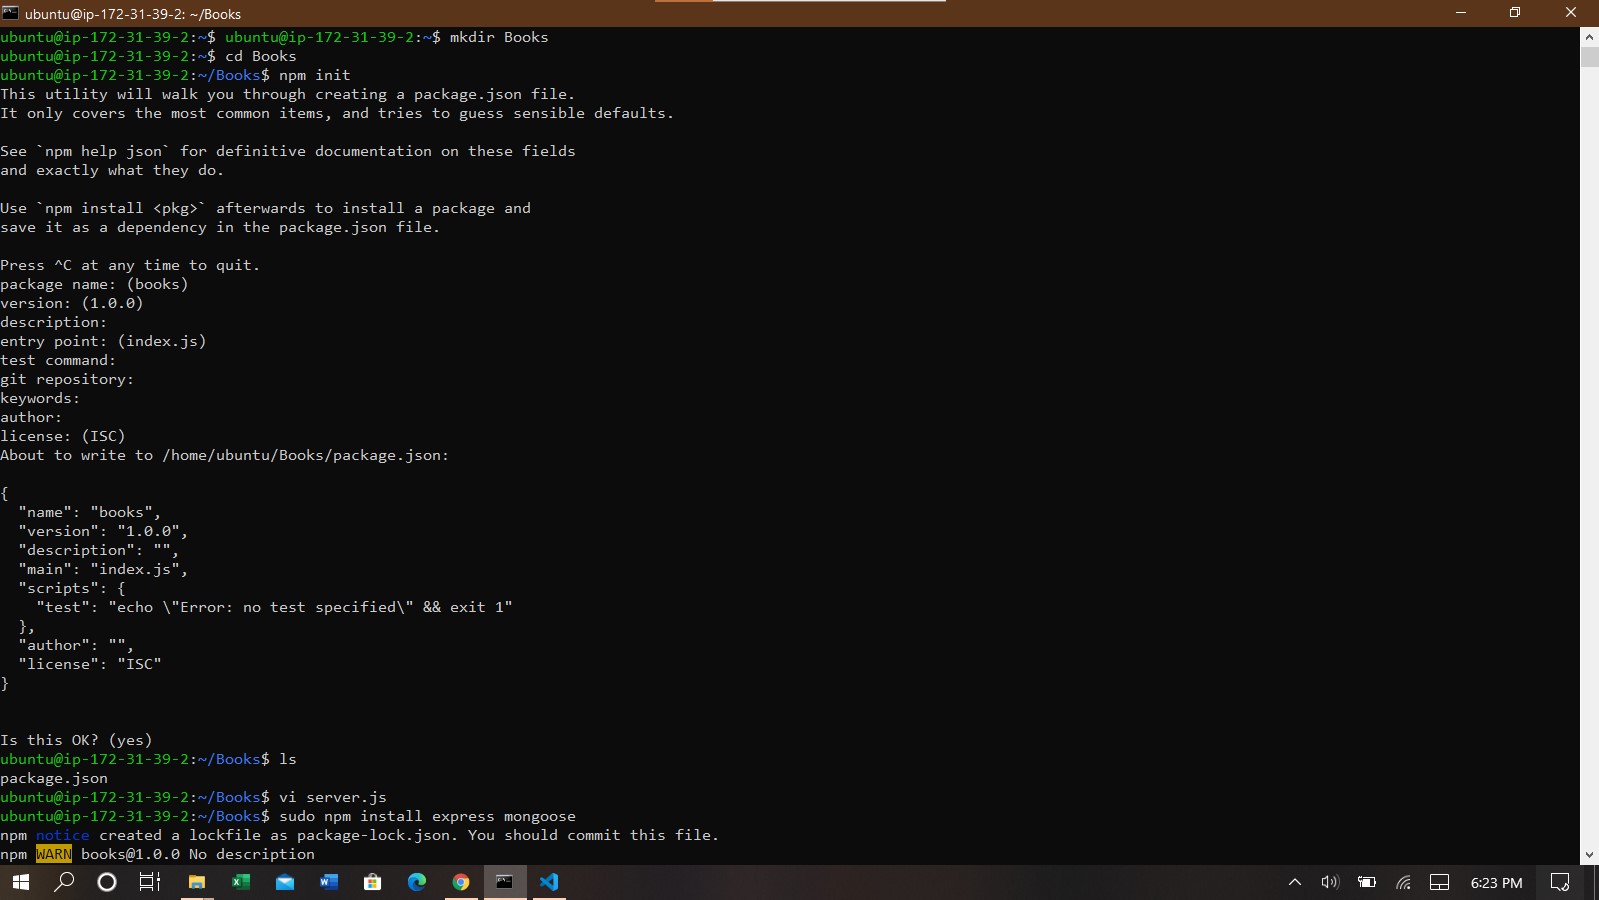 ubuntu@ip-172-31-39-2: ~/Books
ubuntu@ip-172-31-39-2:~$ ubuntu@ip-172-31-39-2:~$ mkdir Books
ubuntu@ip-172-31-39-2:~$ cd Books
ubuntu@ip-172-31-39-2:~/Books$ npm init
This utility will walk you through creating a package.json file.
It only covers the most common items, and tries to guess sensible defaults.
See `npm help json` for definitive documentation on these fields
and exactly what they do.
Use `npm install <pkg>` afterwards to install a package and
save it as a dependency in the package.json file.
Press ^C at any time to quit.
package name: (books)
version: (1.0.0)
description:
entry point: (index.js)
test command:
git repository:
keywords:
author:
license: (ISC)
About to write to /home/ubuntu/Books/package.json:
{
  "name": "books",
  "version": "1.0.0",
  "description": "",
  "main": "index.js",
  "scripts": {
    "test": "echo \"Error: no test specified\" && exit 1"
  },
  "author": "",
  "license": "ISC"
}
Is this OK? (yes)
ubuntu@ip-172-31-39-2:~/Books$ ls
package.json
ubuntu@ip-172-31-39-2:~/Books$ vi server.js
ubuntu@ip-172-31-39-2:~/Books$ sudo npm install express mongoose
npm notice created a lockfile as package-lock.json. You should commit this file.
npm WARN books@1.0.0 No description
6:23 PM